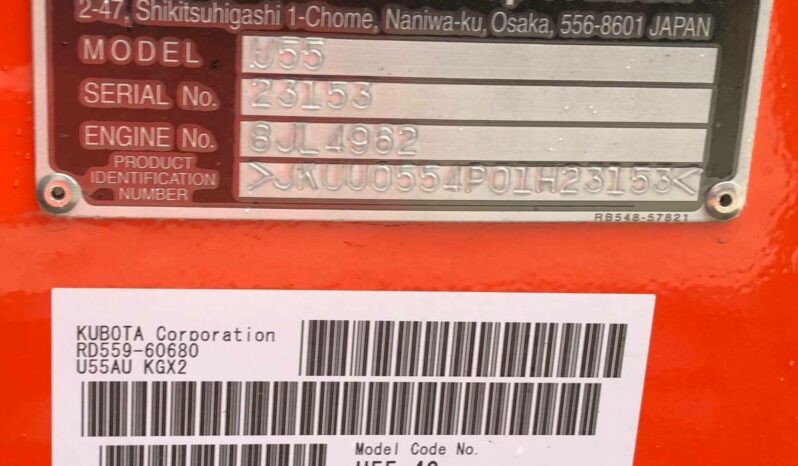 2-47, Shikitsuhigashi 1-Chome, Naniwa-ku, Osaka, 556-8601 JAPAN
MODEL U55
SERIAL No. 23153
ENGINE No. 8JL4962
PRODUCT IDENTIFICATION NUMBER >JKUU0554P01H23153<
RB548-57821
KUBOTA Corporation
RD559-60680
U55AU KGX2
Model Code No.